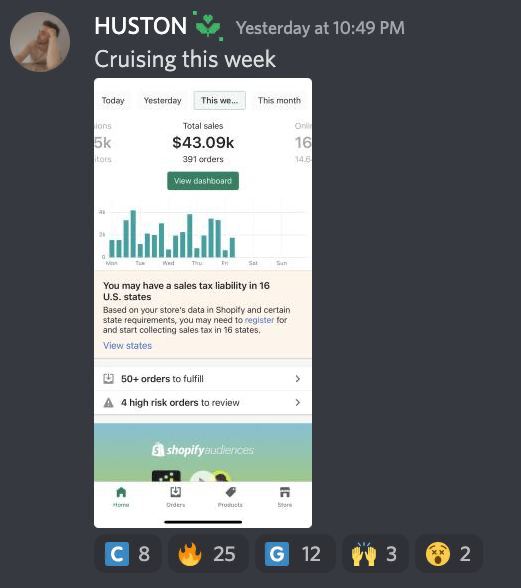 HUSTON Yesterday at 10:49 PM
Cruising this week
Today Yesterday This we... This month
ions Total sales Onli
5k $43.09k 16
itors 391 orders 14.6
View dashboard
4k
2k
0
Mon Tue Wed Thu Fri Sat Sun
You may have a sales tax liability in 16
U.S. states
Based on your store's data in Shopify and certain
state requirements, you may need to register for
and start collecting sales tax in 16 states.
View states
50+ orders to fulfill
4 high risk orders to review
shopifyaudiences
Home Orders Products Store
C 8 25 G 12 3 2